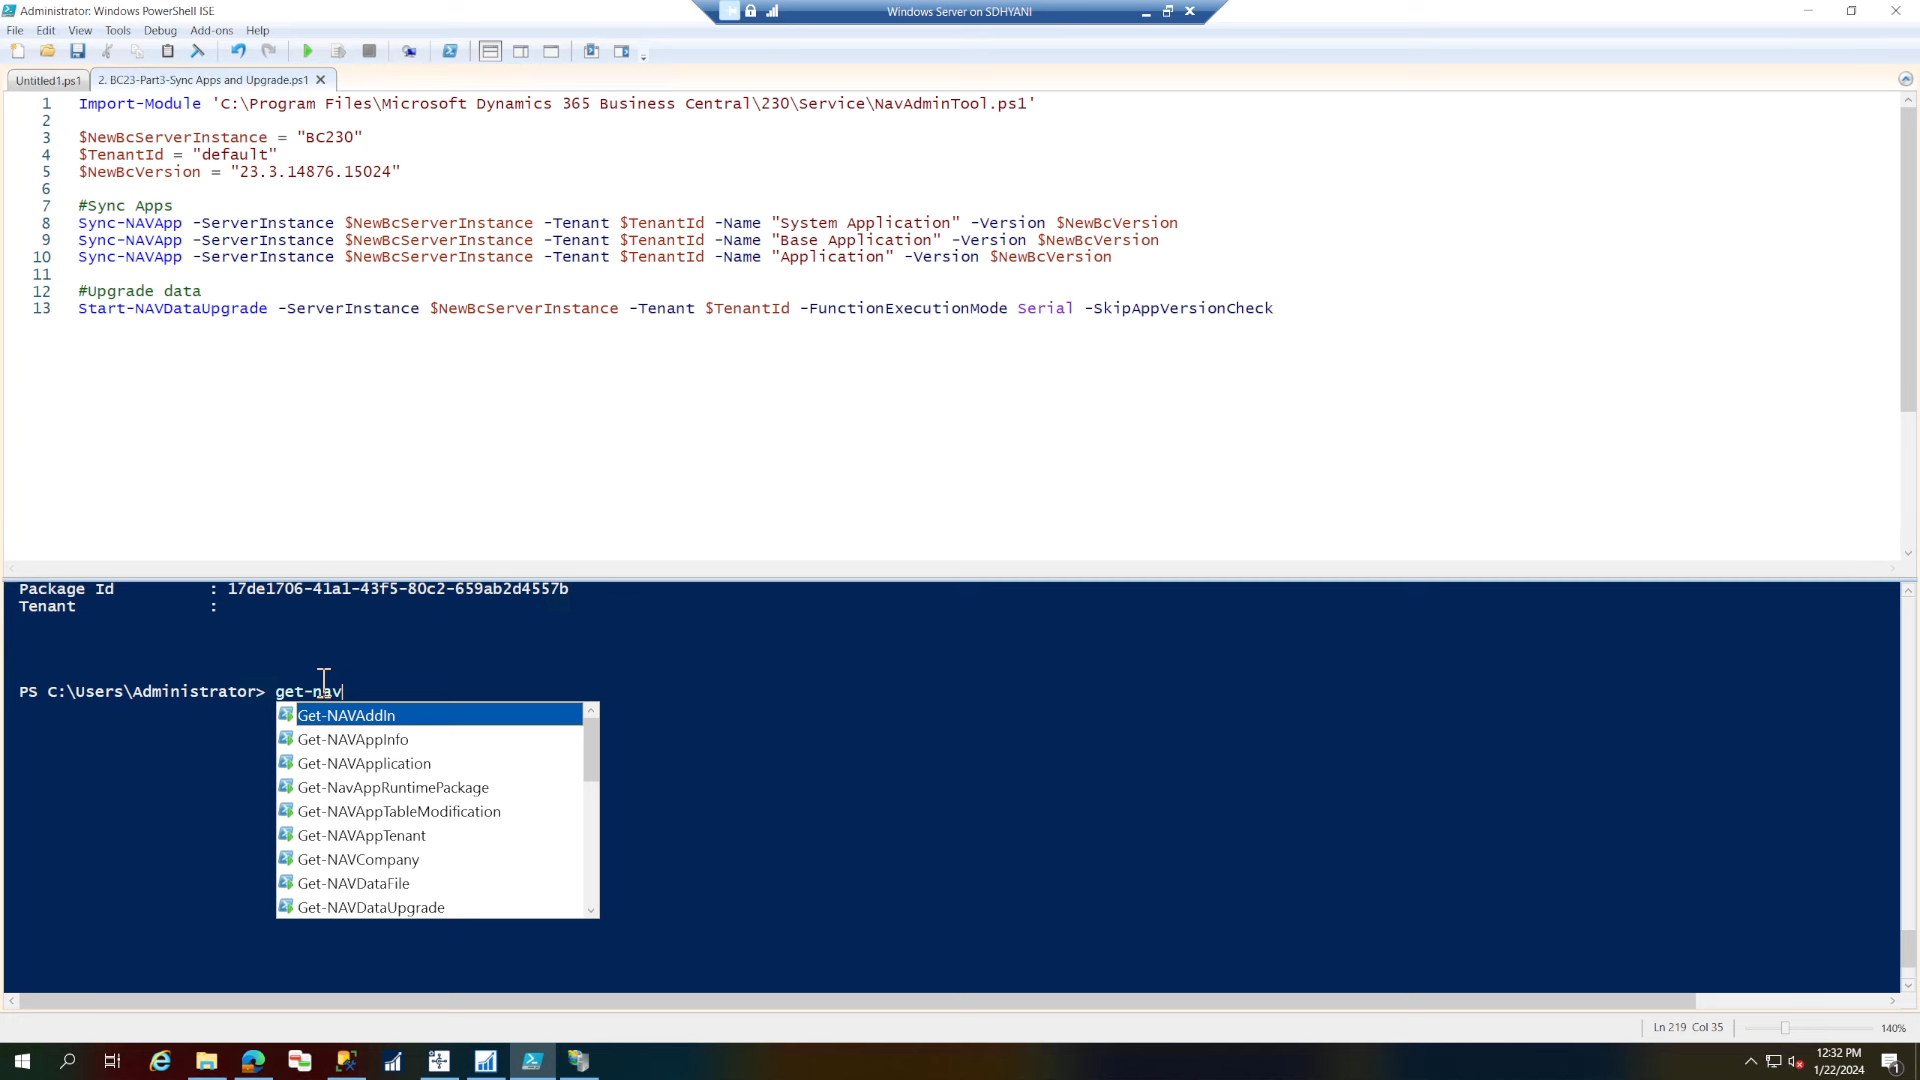 Administrator: Windows PowerShell ISE
Windows Server on SDHYANI
File Edit View Tools Debug Add-ons Help
Untitled1.ps1 2. BC23-Part3-Sync Apps and Upgrade.ps1
1 Import-Module 'C:\Program Files\Microsoft Dynamics 365 Business Central\230\Service\NavAdminTool.ps1'
2
3 $NewBcServerInstance = "BC230"
4 $TenantId = "default"
5 $NewBcVersion = "23.3.14876.15024"
6
7 #Sync Apps
8 Sync-NAVApp -ServerInstance $NewBcServerInstance -Tenant $TenantId -Name "System Application" -Version $NewBcVersion
9 Sync-NAVApp -ServerInstance $NewBcServerInstance -Tenant $TenantId -Name "Base Application" -Version $NewBcVersion
10 Sync-NAVApp -ServerInstance $NewBcServerInstance -Tenant $TenantId -Name "Application" -Version $NewBcVersion
11
12 #Upgrade data
13 Start-NAVDataUpgrade -ServerInstance $NewBcServerInstance -Tenant $TenantId -FunctionExecutionMode Serial -SkipAppVersionCheck
Package Id : 17de1706-41a1-43f5-80c2-659ab2d4557b
Tenant :
PS C:\Users\Administrator> get-nav
Get-NAVAddIn
Get-NAVAppInfo
Get-NAVApplication
Get-NavAppRuntimePackage
Get-NAVAppTableModification
Get-NAVAppTenant
Get-NAVCompany
Get-NAVDataFile
Get-NAVDataUpgrade
Ln 219 Col 35 140%
12:32 PM
1/22/2024
1